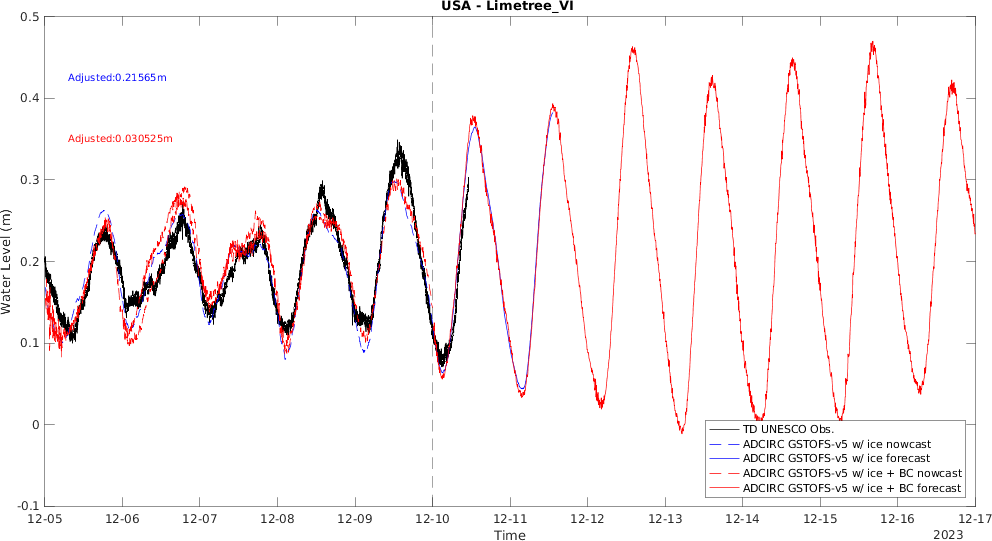 USA - Limetree_VI
0.5
Adjusted:0.21565m
0.4
Adjusted:0.030525m
0.3
Water Level (m)
0.2
0.1
0
-0.1
TD UNESCO Obs.
ADCIRC GSTOFS-v5 w/ ice nowcast
ADCIRC GSTOFS-v5 w/ ice forecast
ADCIRC GSTOFS-v5 w/ ice + BC nowcast
ADCIRC GSTOFS-v5 w/ ice + BC forecast
12-05 12-06 12-07 12-08 12-09 12-10 12-11 12-12 12-13 12-14 12-15 12-16 12-17
Time
2023